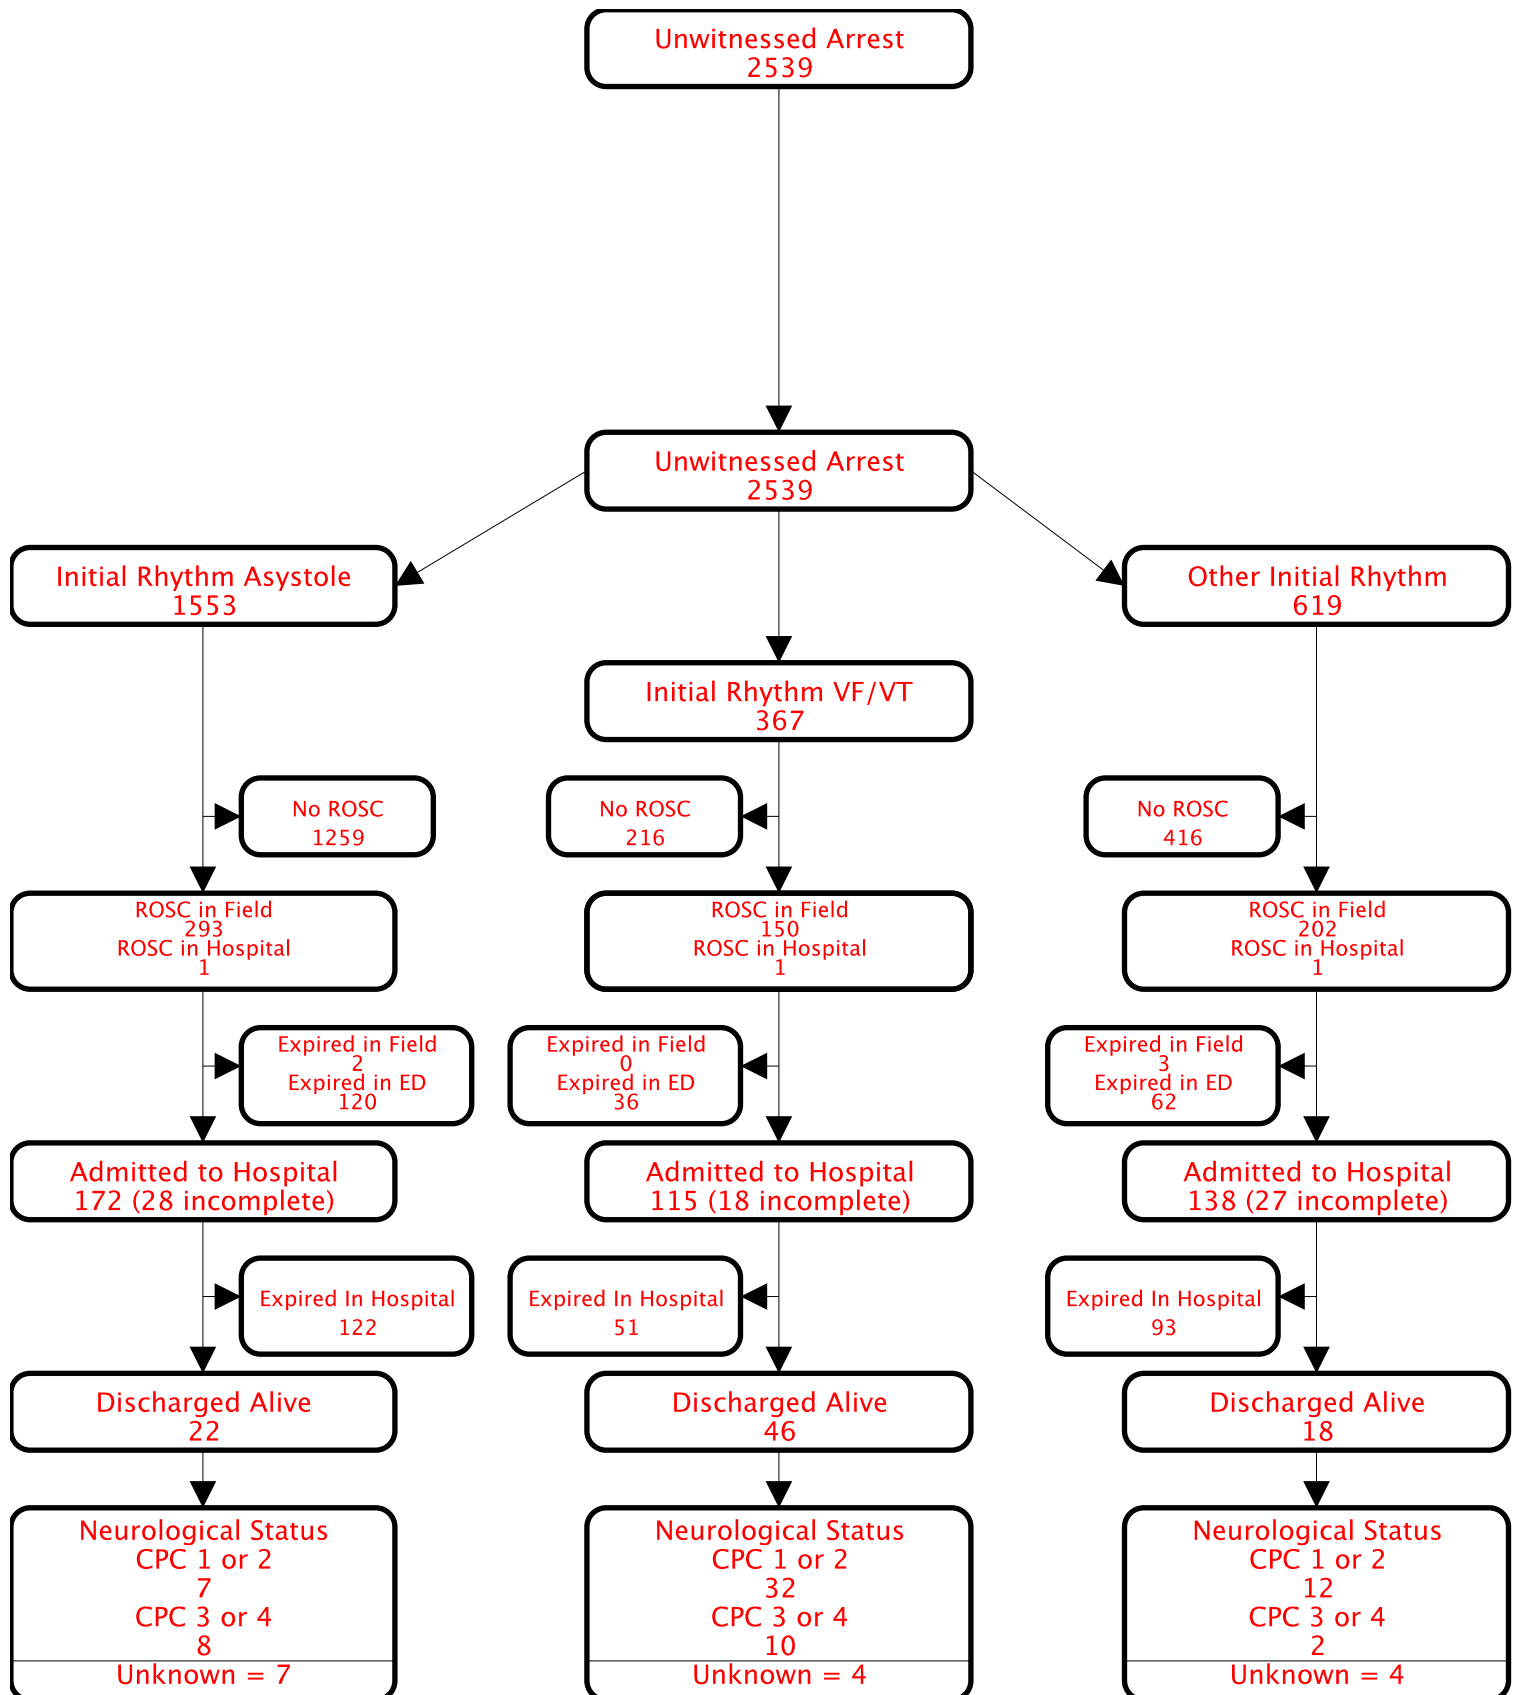 Unwitnessed Arrest
2539
Unwitnessed Arrest
2539
Initial Rhythm Asystole
1553
Other Initial Rhythm
619
Initial Rhythm VF/VT
367
No ROSC
1259
No ROSC
216
No ROSC
416
ROSC in Field
293
ROSC in Hospital
1
ROSC in Field
150
ROSC in Hospital
1
ROSC in Field
202
ROSC in Hospital
1
Expired in Field
2
Expired in ED
120
Expired in Field
0
Expired in ED
36
Expired in Field
3
Expired in ED
62
Admitted to Hospital
172 (28 incomplete)
Admitted to Hospital
115 (18 incomplete)
Admitted to Hospital
138 (27 incomplete)
Expired In Hospital
122
Expired In Hospital
51
Expired In Hospital
93
Discharged Alive
22
Discharged Alive
46
Discharged Alive
18
Neurological Status
CPC 1 or 2
7
CPC 3 or 4
8
Unknown = 7
Neurological Status
CPC 1 or 2
32
CPC 3 or 4
10
Unknown = 4
Neurological Status
CPC 1 or 2
12
CPC 3 or 4
2
Unknown = 4